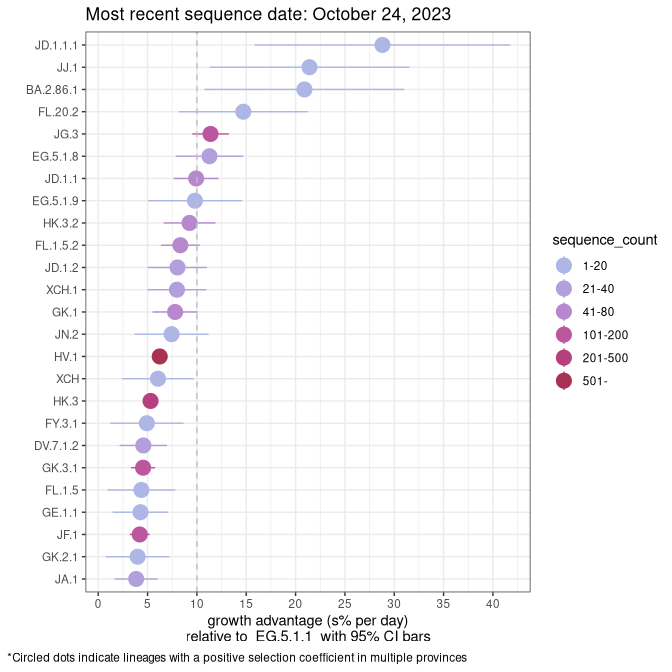 Most recent sequence date: October 24, 2023
JD.1.1.1
JJ.1
BA.2.86.1
FL.20.2
JG.3
EG.5.1.8
JD.1.1
EG.5.1.9
HK.3.2
FL.1.5.2
JD.1.2
XCH.1
GK.1
JN.2
HV.1
XCH
HK.3
FY.3.1
DV.7.1.2
GK.3.1
FL.1.5
GE.1.1
JF.1
GK.2.1
JA.1
0 5 10 15 20 25 30 35 40
growth advantage (s% per day)
relative to EG.5.1.1 with 95% CI bars
sequence_count
1-20
21-40
41-80
101-200
201-500
501-
*Circled dots indicate lineages with a positive selection coefficient in multiple provinces